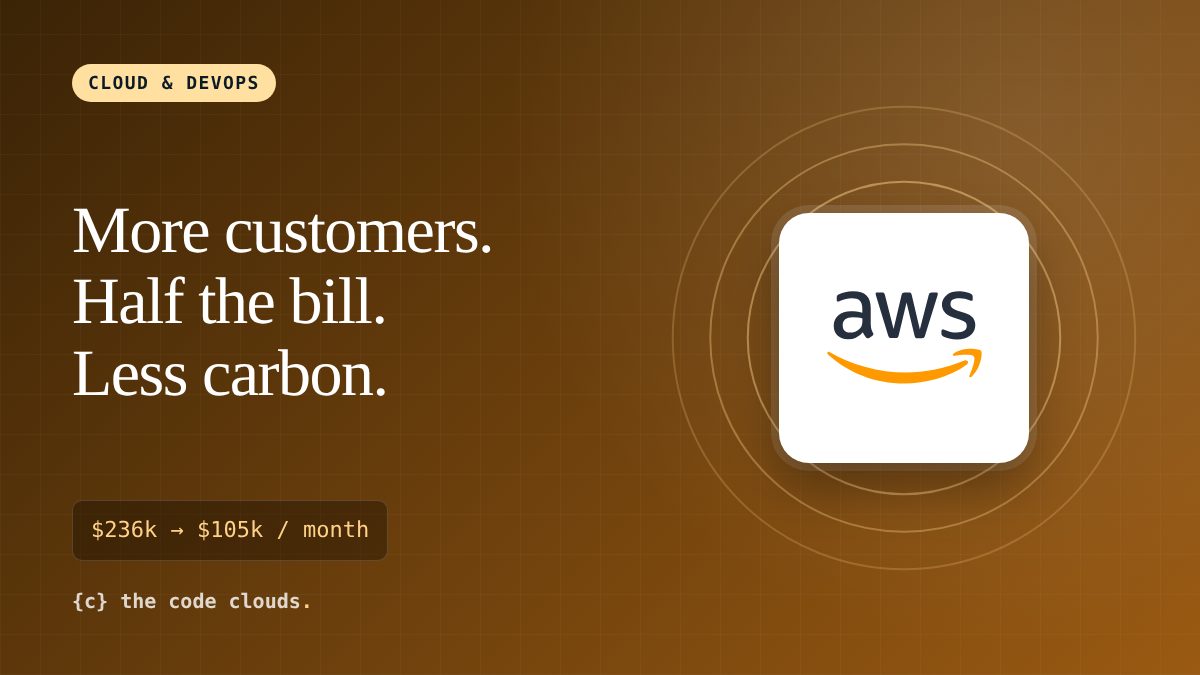 CLOUD & DEVOPS
More customers.
Half the bill.
Less carbon.
$236k → $105k / month
{c} the code clouds.
aws